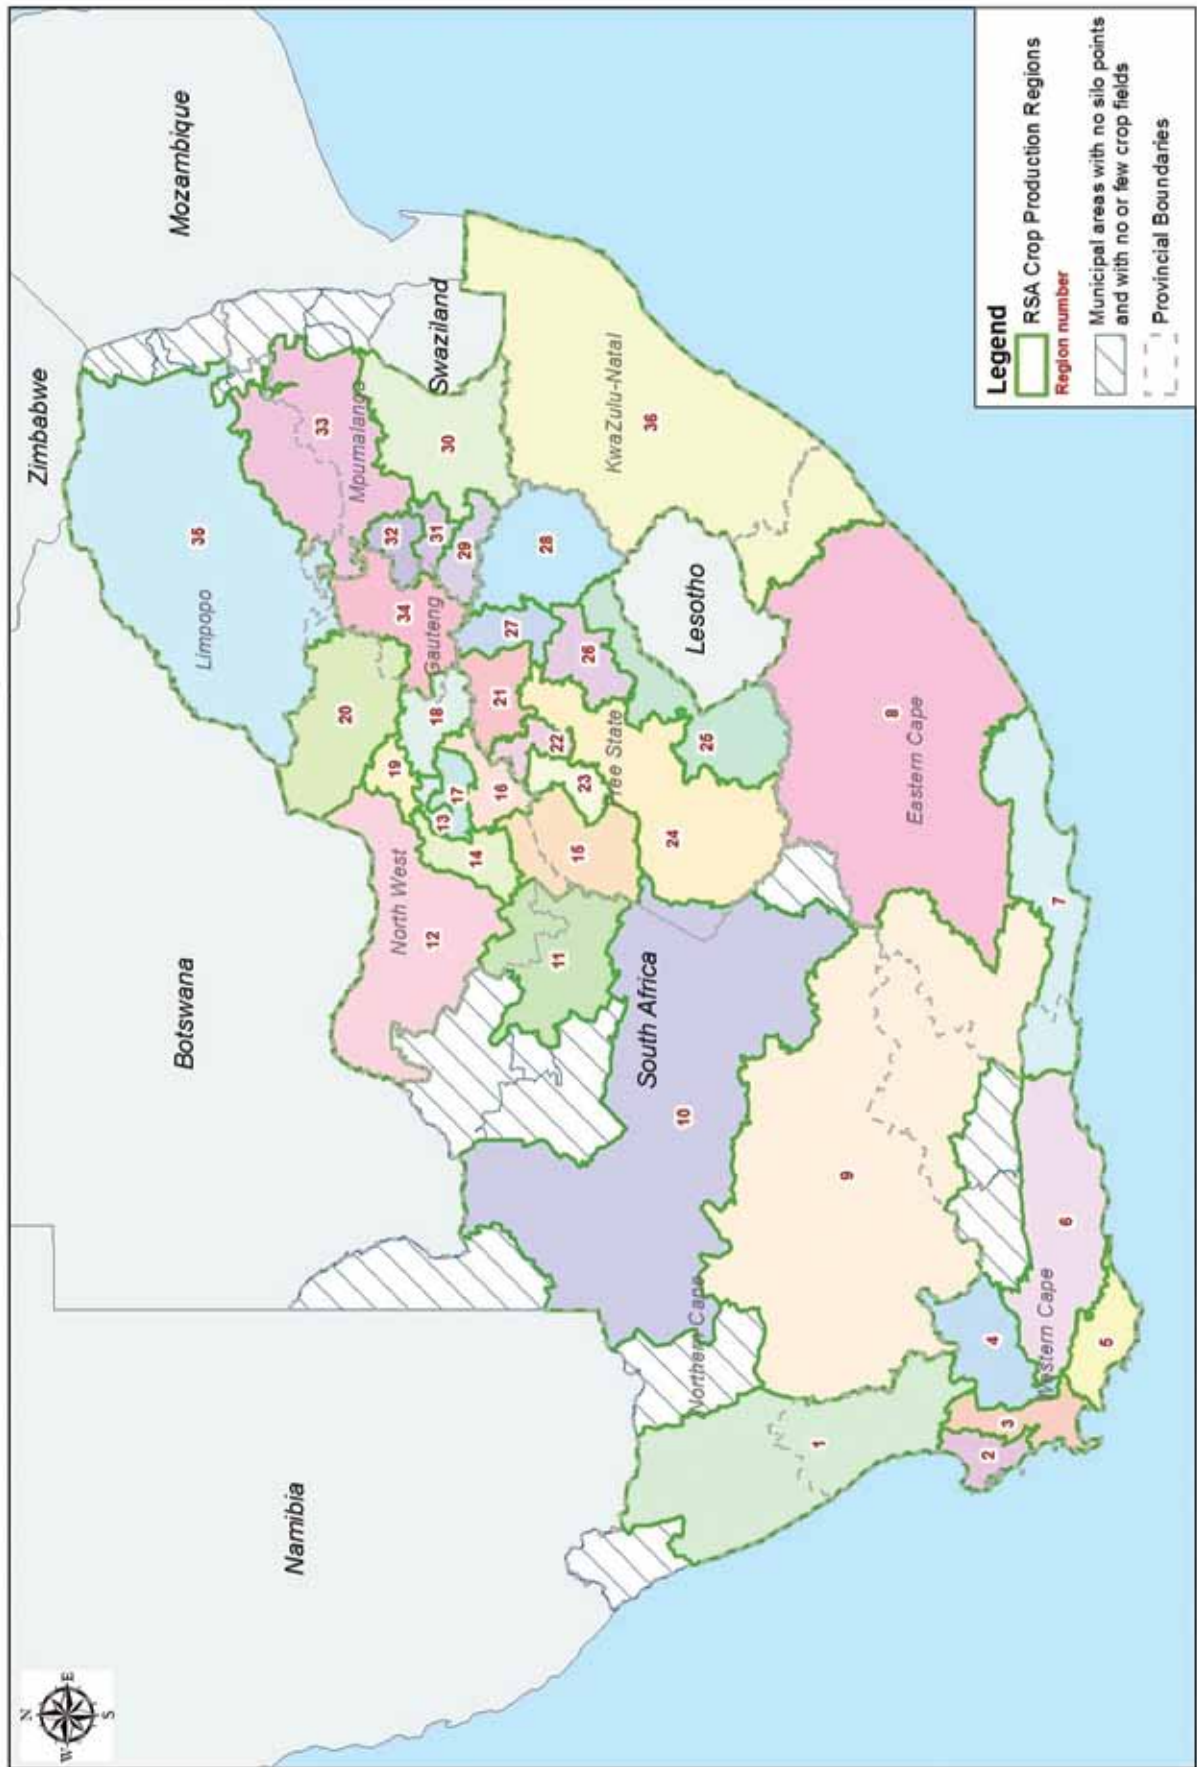 N
W
E
S
Zimbabwe
Mozambique
Botswana
Namibia
Swaziland
Lesotho
South Africa
Limpopo
Mpumalanga
Gauteng
North West
Free State
KwaZulu-Natal
Northern Cape
Eastern Cape
Western Cape
1
2
3
4
5
6
7
8
9
10
11
12
13
14
15
16
17
18
19
20
21
22
23
24
25
26
27
28
29
30
31
32
33
34
35
36
Legend
RSA Crop Production Regions
Region number
Municipal areas with no silo points
and with no or few crop fields
Provincial Boundaries